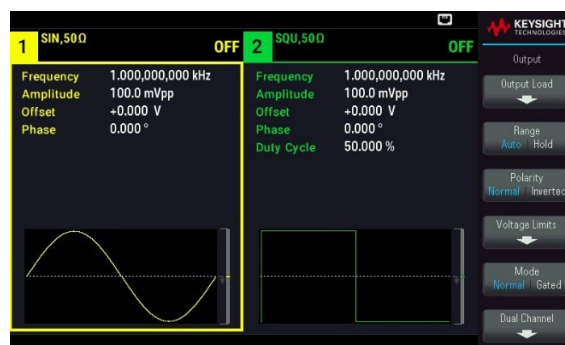 1 SIN,50Ω OFF
Frequency 1.000,000,000 kHz
Amplitude 100.0 mVpp
Offset +0.000 V
Phase 0.000 °
2 SQU,50Ω OFF
Frequency 1.000,000,000 kHz
Amplitude 100.0 mVpp
Offset +0.000 V
Phase 0.000 °
Duty Cycle 50.000 %
KEYSIGHT
TECHNOLOGIES
Output
Output Load
Range
Auto Hold
Polarity
Normal Inverted
Voltage Limits
Mode
Normal Gated
Dual Channel